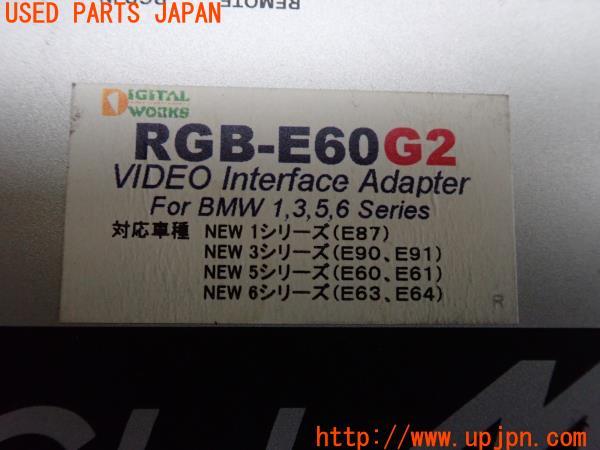 USED PARTS JAPAN
REMOTE
DIGITAL
WORKS
RGB-E60G2
VIDEO Interface Adapter
For BMW 1,3,5,6 Series
対応車種 NEW 1シリーズ(E87)
NEW 3シリーズ(E90、E91)
NEW 5シリーズ(E60、E61)
NEW 6シリーズ(E63、E64)
R
http://www.upjpn.com/